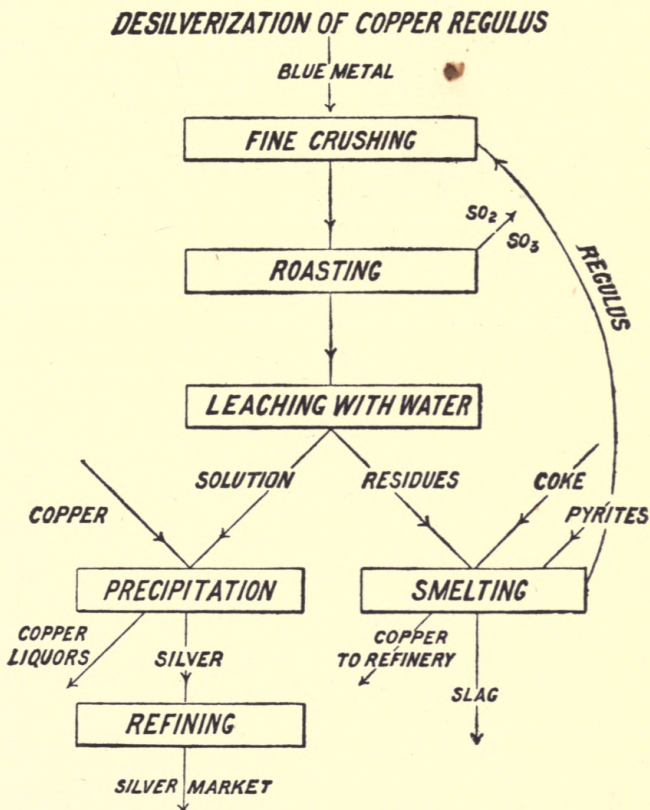 DESILVERIZATION OF COPPER REGULUS
BLUE METAL
FINE CRUSHING
SO2
SO3
REGULUS
ROASTING
LEACHING WITH WATER
SOLUTION
RESIDUES
COKE
COPPER
PYRITES
PRECIPITATION
SMELTING
COPPER
LIQUORS
SILVER
COPPER
TO REFINERY
SLAG
REFINING
SILVER MARKET